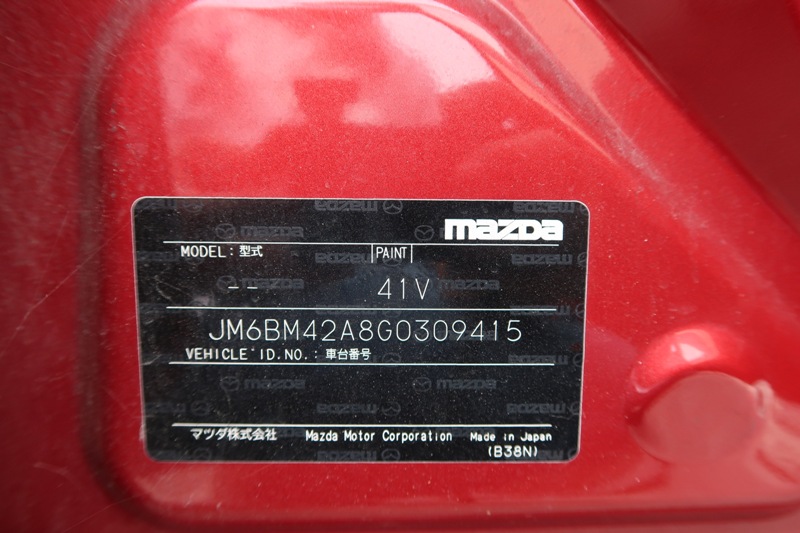 mazda
MODEL：型式 PAINT
-- 41V
JM6BM42A8G0309415
VEHICLE ID.NO.：車台番号
マツダ株式会社 Mazda Motor Corporation Made in Japan
(B38N)